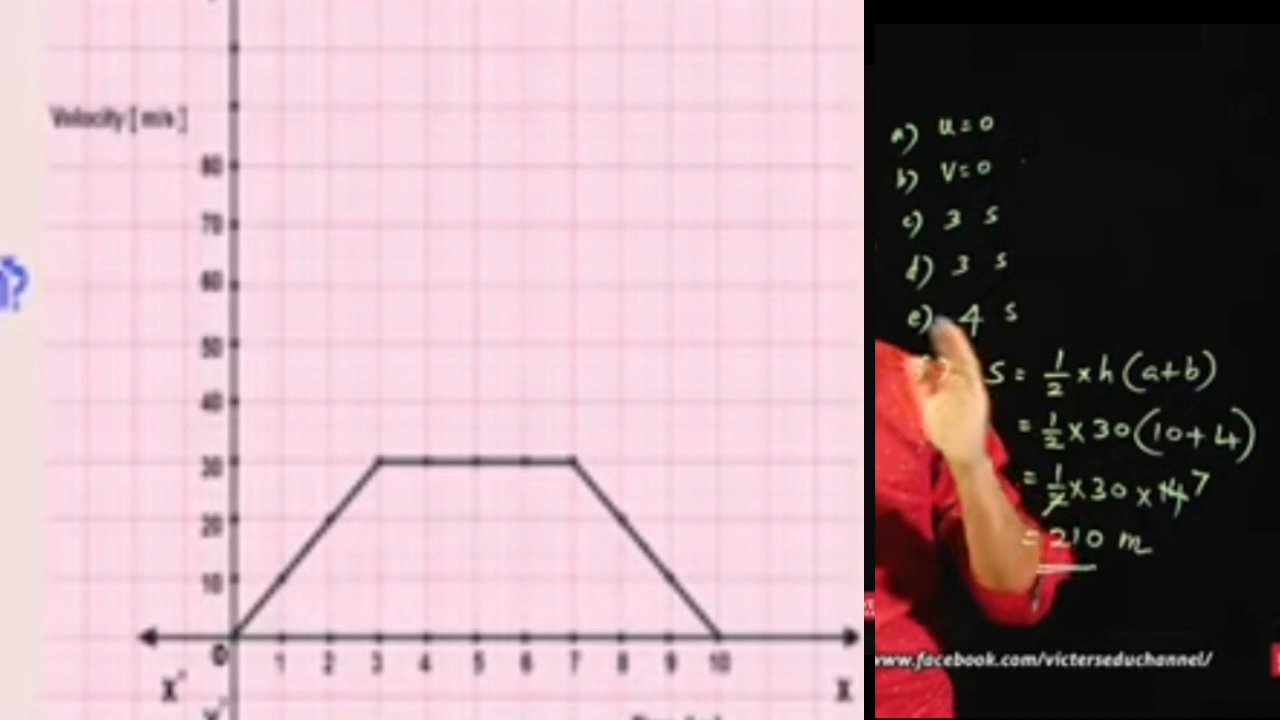 Velocity [ m/s ]
80
70
60
50
40
30
20
10
0
1 2 3 4 5 6 7 8 9 10
X' X
?
a) u = 0
b) V = 0
c) 3 s
d) 3 s
e) 4 s
s = 1/2 × h (a+b)
= 1/2 × 30 (10 + 4)
= 1/2 × 30 × 14 7
= 210 m
www.facebook.com/victerseduchannel/